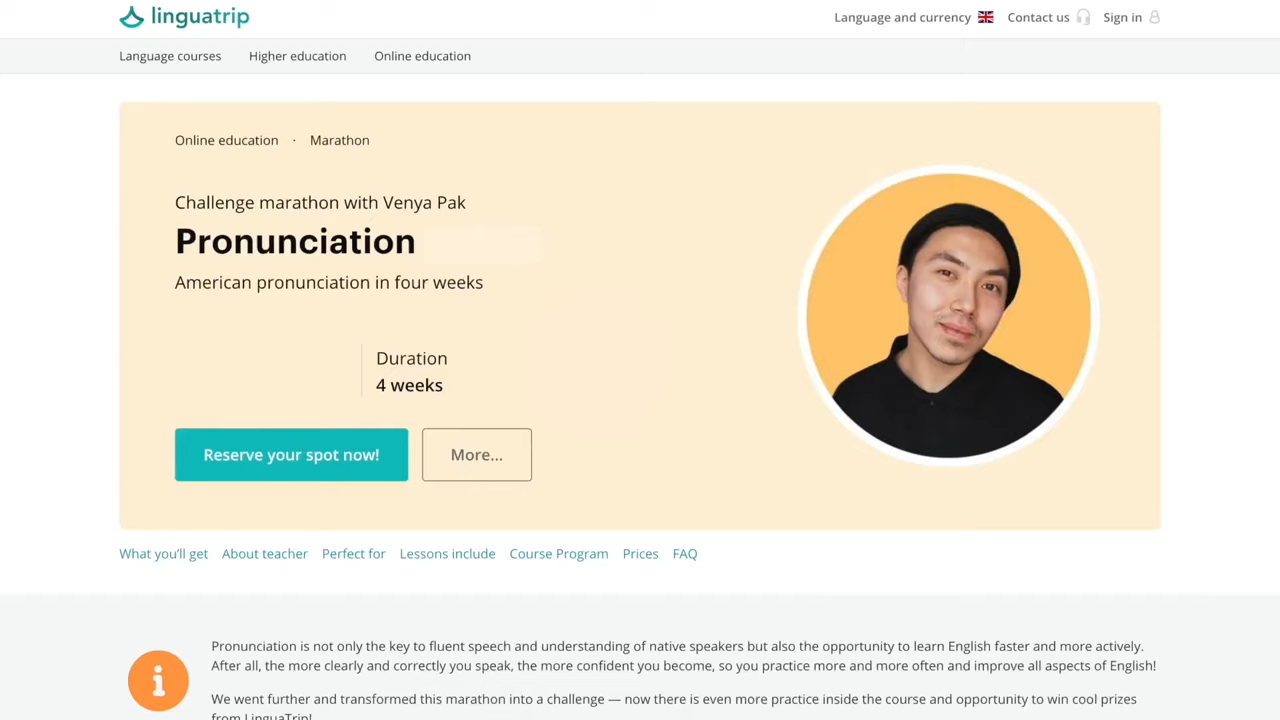 linguatrip
Language and currency
Contact us
Sign in
Language courses
Higher education
Online education
Online education · Marathon
Challenge marathon with Venya Pak
Pronunciation
American pronunciation in four weeks
Duration
4 weeks
Reserve your spot now!
More...
What you'll get
About teacher
Perfect for
Lessons include
Course Program
Prices
FAQ
Pronunciation is not only the key to fluent speech and understanding of native speakers but also the opportunity to learn English faster and more actively.
After all, the more clearly and correctly you speak, the more confident you become, so you practice more and more often and improve all aspects of English!
We went further and transformed this marathon into a challenge — now there is even more practice inside the course and opportunity to win cool prizes
from LinguaTrip!